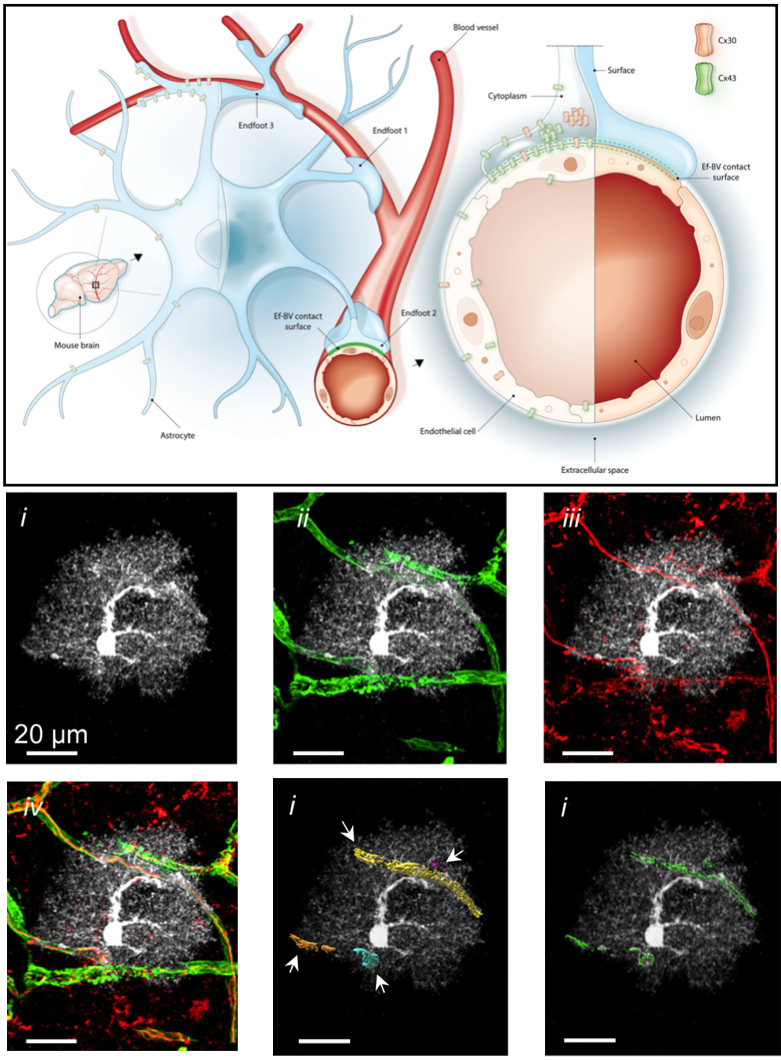 Blood vessel
Cx30
Surface
Cx43
Cytoplasm
Endfoot 3
Endfoot 1
Ef-BV contact
surface
Ef-BV contact
surface
Endfoot 2
Mouse brain
Lumen
Endothelial cell
Astrocyte
Extracellular space
i
ii
iii
20 µm
iv
i
i